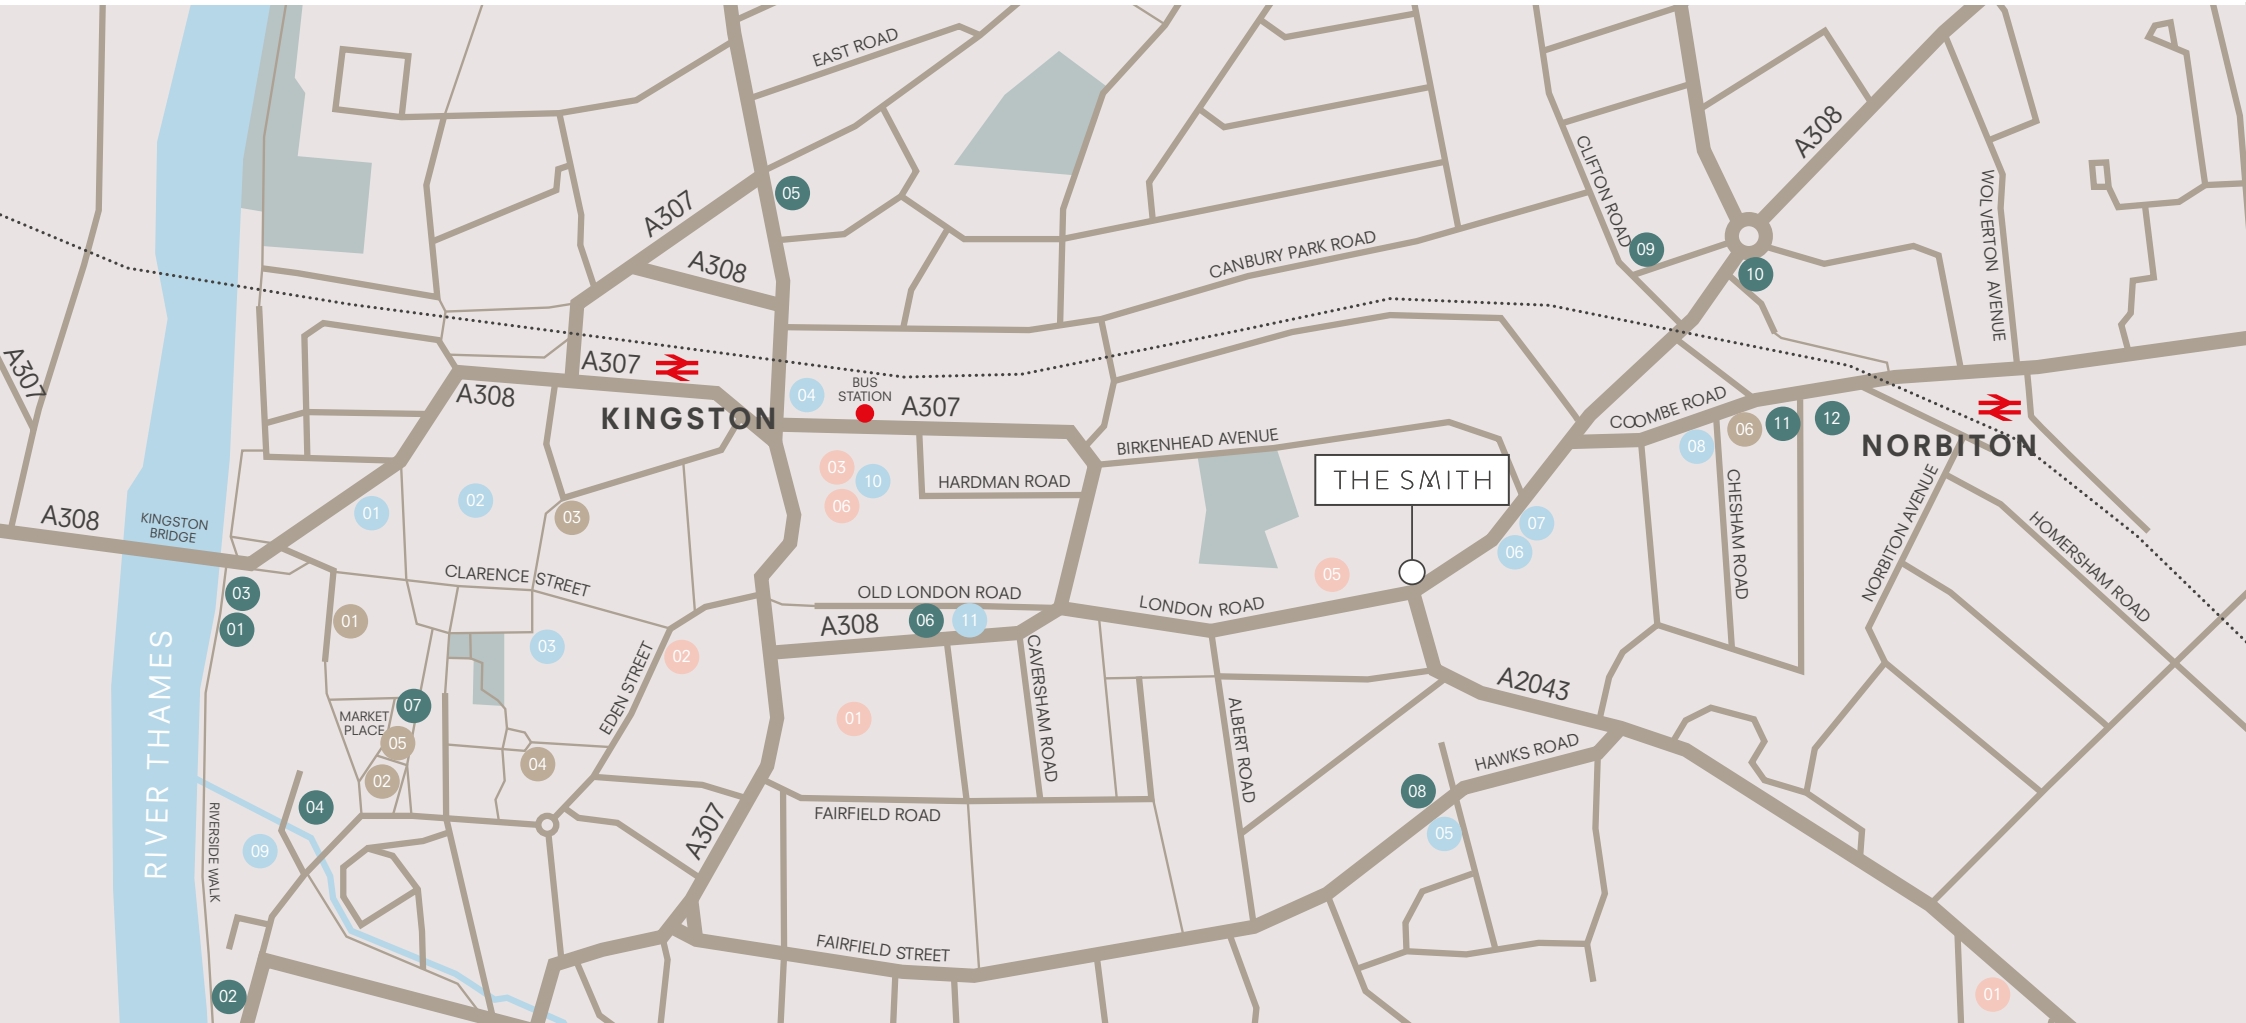 EAST ROAD
A308
CLIFTON ROAD
WOLVERTON AVENUE
A307
05
A308
CANBURY PARK ROAD
09
10
A307
A307
A308
KINGSTON
04
BUS
STATION
A307
COOMBE ROAD
08
06
11
12
NORBITON
BIRKENHEAD AVENUE
03
10
06
HARDMAN ROAD
THE SMITH
CHESHAM ROAD
NORBITON AVENUE
HOMERSHAM ROAD
A308
KINGSTON
BRIDGE
01
02
03
07
06
05
CLARENCE STREET
03
01
01
OLD LONDON ROAD
A308
06
11
LONDON ROAD
RIVER THAMES
03
EDEN STREET
02
CAVERSHAM ROAD
ALBERT ROAD
A2043
07
MARKET
PLACE
05
02
04
01
HAWKS ROAD
08
05
04
09
RIVERSIDE WALK
A307
FAIRFIELD ROAD
FAIRFIELD STREET
02
01